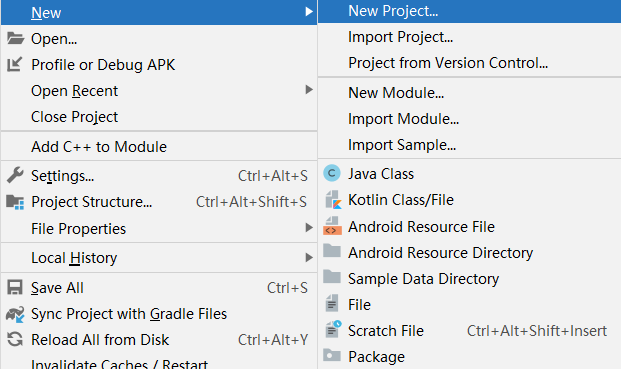 New
Open...
Profile or Debug APK
Open Recent
Close Project
Add C++ to Module
Settings... Ctrl+Alt+S
Project Structure... Ctrl+Alt+Shift+S
File Properties
Local History
Save All Ctrl+S
Sync Project with Gradle Files
Reload All from Disk Ctrl+Alt+Y
Invalidate Caches / Restart
New Project...
Import Project...
Project from Version Control...
New Module...
Import Module...
Import Sample...
Java Class
Kotlin Class/File
Android Resource File
Android Resource Directory
Sample Data Directory
File
Scratch File Ctrl+Alt+Shift+Insert
Package